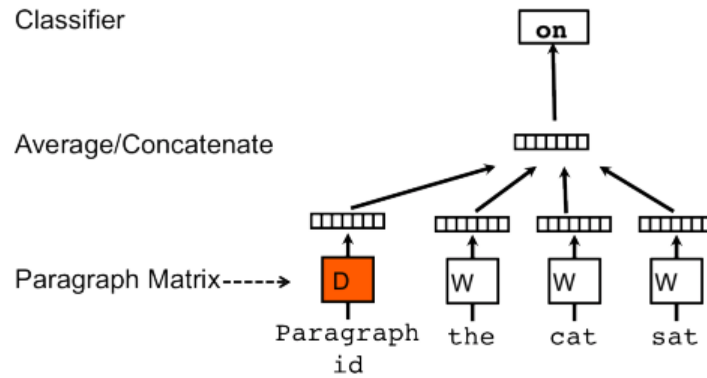 Classifier
on
Average/Concatenate
Paragraph Matrix
D
W
W
W
Paragraph
id
the
cat
sat